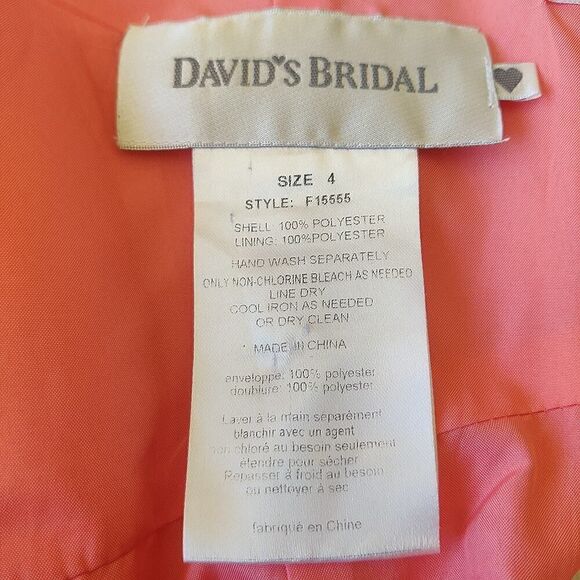 DAVID'S BRIDAL
SIZE 4
STYLE: F15555
SHELL 100% POLYESTER
LINING: 100%POLYESTER
HAND WASH SEPARATELY
ONLY NON-CHLORINE BLEACH AS NEEDED
LINE DRY
COOL IRON AS NEEDED
OR DRY CLEAN
MADE IN CHINA
enveloppe: 100% polyester
doublure: 100% polyester
Laver à la main séparément
blanchir avec un agent
non chloré au besoin seulement
étendre pour sécher
Repasser à froid au besoin
ou nettoyer à sec
fabriqué en Chine